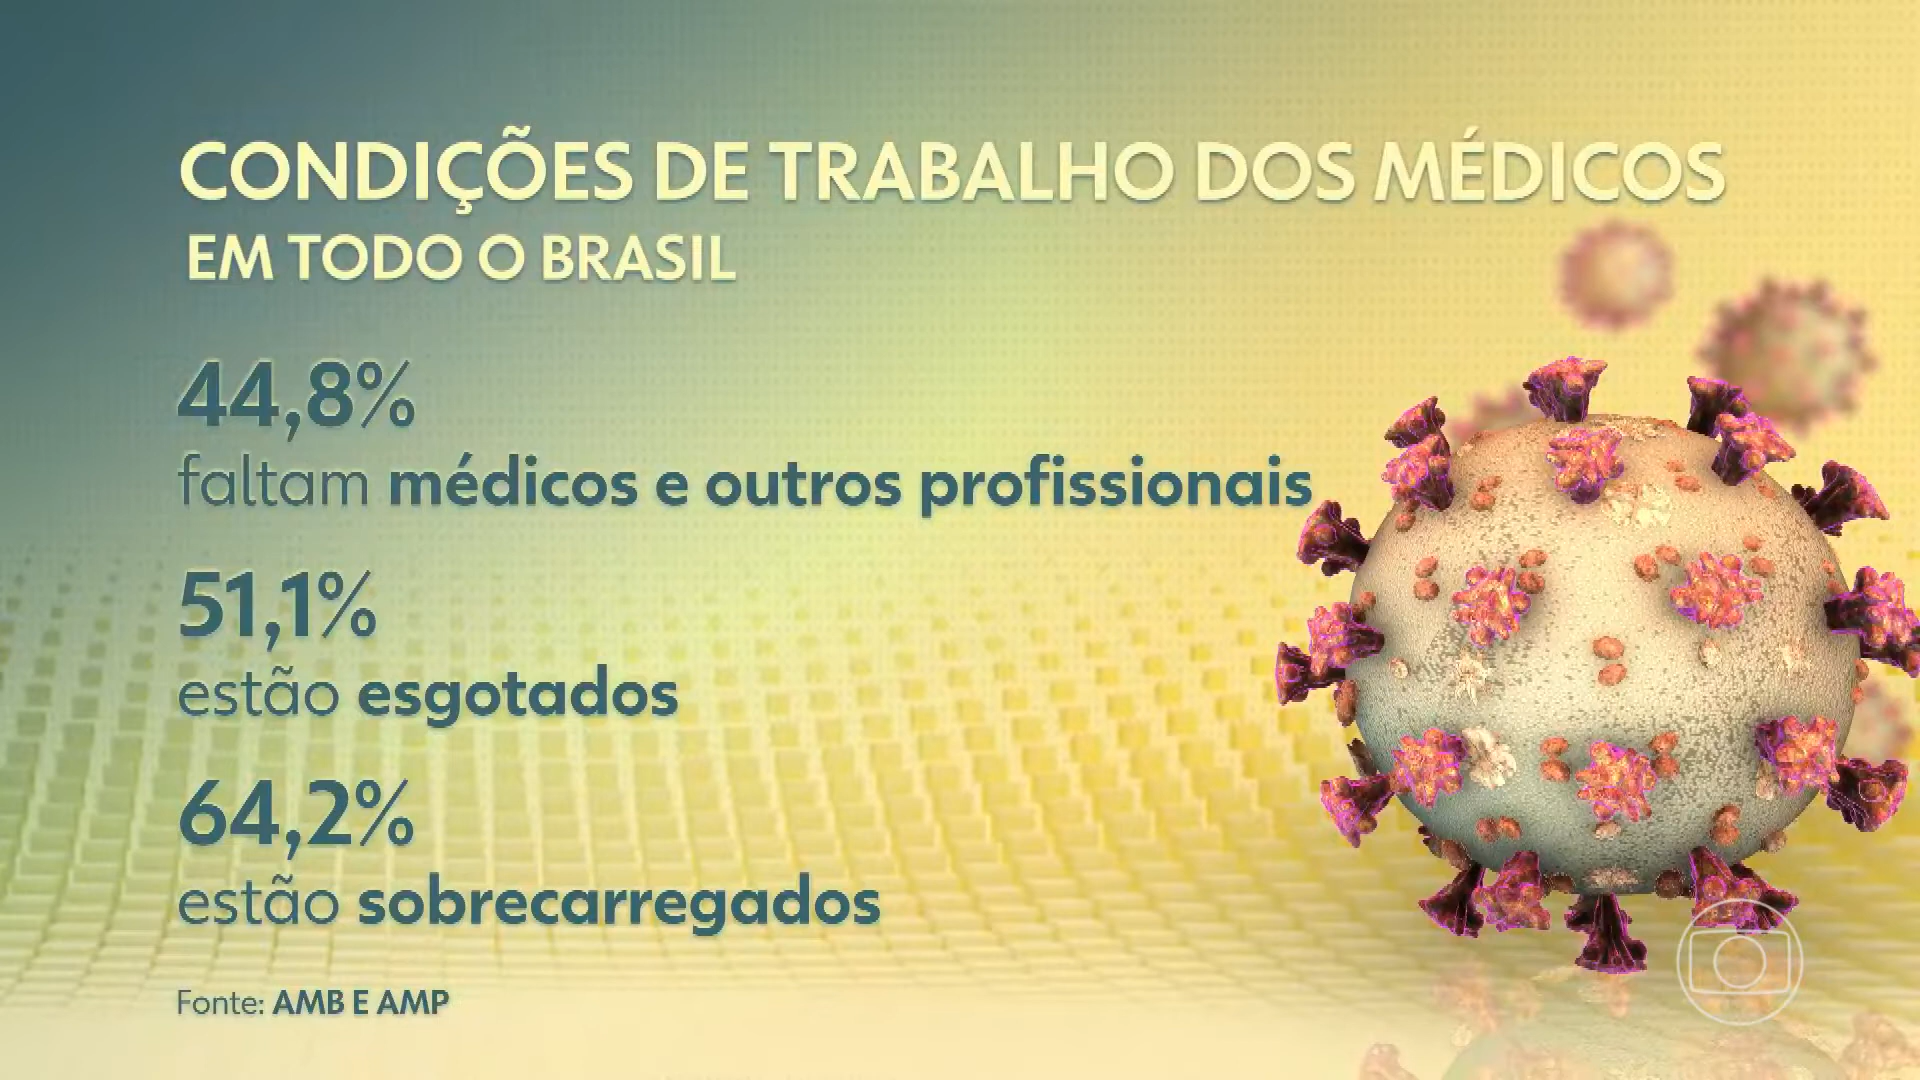 CONDIÇÕES DE TRABALHO DOS MÉDICOS
EM TODO O BRASIL
44,8%
faltam médicos e outros profissionais
51,1%
estão esgotados
64,2%
estão sobrecarregados
Fonte: AMB E AMP